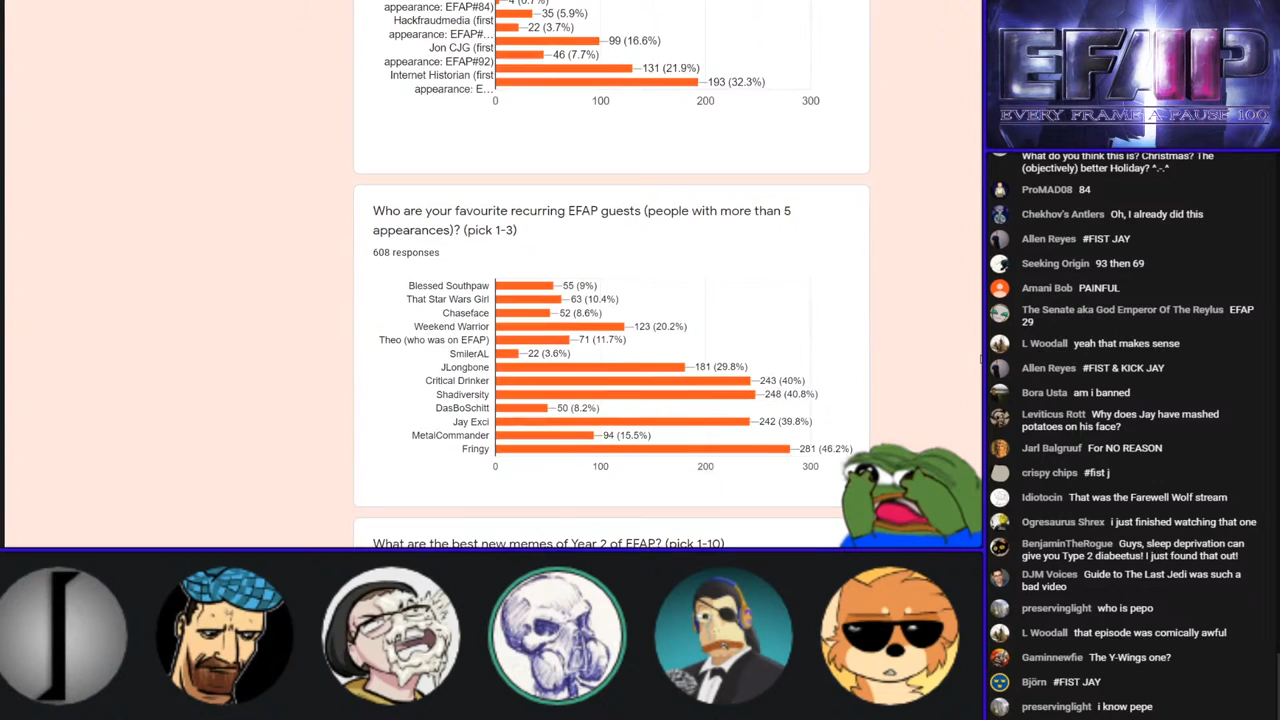 4 (0.7%)
appearance: EFAP#84)
35 (5.9%)
Hackfraudmedia (first
22 (3.7%)
appearance: EFAP#…
99 (16.6%)
Jon CJG (first
46 (7.7%)
appearance: EFAP#92)
131 (21.9%)
Internet Historian (first
193 (32.3%)
appearance: E…
0 100 200 300
Who are your favourite recurring EFAP guests (people with more than 5
appearances)? (pick 1-3)
608 responses
Blessed Southpaw 55 (9%)
That Star Wars Girl 63 (10.4%)
Chaseface 52 (8.6%)
Weekend Warrior 123 (20.2%)
Theo (who was on EFAP) 71 (11.7%)
SmilerAL 22 (3.6%)
JLongbone 181 (29.8%)
Critical Drinker 243 (40%)
Shadiversity 248 (40.8%)
DasBoSchitt 50 (8.2%)
Jay Exci 242 (39.8%)
MetalCommander 94 (15.5%)
Fringy 281 (46.2%)
0 100 200 300
What are the best new memes of Year 2 of EFAP? (pick 1-10)
EFAP
EVERY FRAME A PAUSE 100
What do you think this is? Christmas? The
(objectively) better Holiday? ^.-.^
ProMAD08 84
Chekhov's Antlers Oh, I already did this
Allen Reyes #FIST JAY
Seeking Origin 93 then 69
Amani Bob PAINFUL
The Senate aka God Emperor Of The Reylus EFAP
29
L Woodall yeah that makes sense
Allen Reyes #FIST & KICK JAY
Bora Usta am i banned
Leviticus Rott Why does Jay have mashed
potatoes on his face?
Jarl Balgruuf For NO REASON
crispy chips #fist j
Idiotocin That was the Farewell Wolf stream
Ogresaurus Shrex i just finished watching that one
BenjaminTheRogue Guys, sleep deprivation can
give you Type 2 diabeetus! I just found that out!
DJM Voices Guide to The Last Jedi was such a
bad video
preservinglight who is pepo
L Woodall that episode was comically awful
Gaminnewfie The Y-Wings one?
Björn #FIST JAY
preservinglight i know pepe